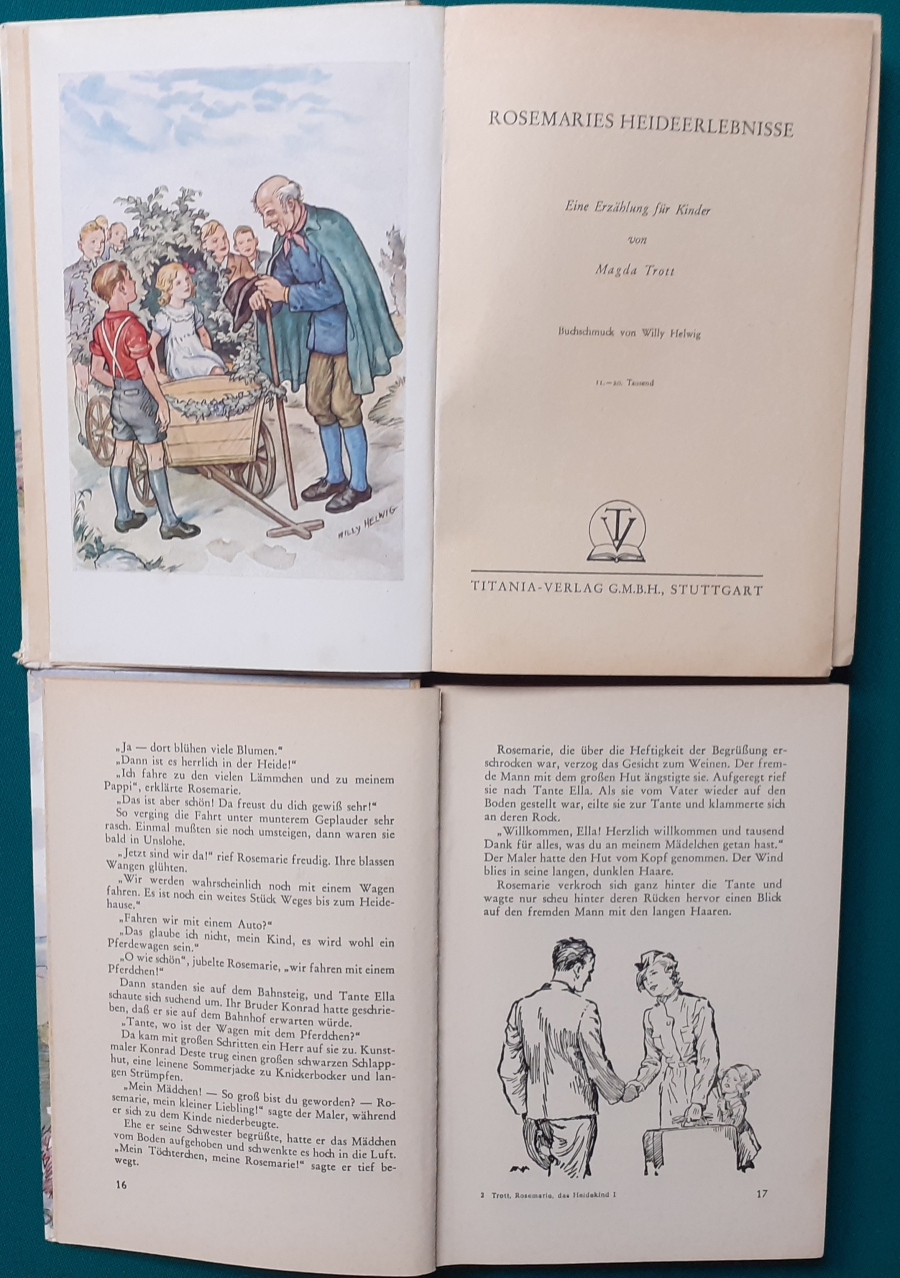 WILLY HELWIG
ROSEMARIES HEIDEERLEBNISSE
Eine Erzählung für Kinder
von
Magda Trott
Buchschmuck von Willy Helwig
11.—20. Tausend
TV
TITANIA-VERLAG G.M.B.H., STUTTGART
„Ja — dort blühen viele Blumen.“
„Dann ist es herrlich in der Heide!“
„Ich fahre zu den vielen Lämmchen und zu meinem
Pappi“, erklärte Rosemarie.
„Das ist aber schön! Da freust du dich gewiß sehr!“
So verging die Fahrt unter munterem Geplauder sehr
rasch. Einmal mußten sie noch umsteigen, dann waren sie
bald in Unslohe.
„Jetzt sind wir da!“ rief Rosemarie freudig. Ihre blassen
Wangen glühten.
„Wir werden wahrscheinlich noch mit einem Wagen
fahren. Es ist noch ein weites Stück Weges bis zum Heide-
hause.“
„Fahren wir mit einem Auto?“
„Das glaube ich nicht, mein Kind, es wird wohl ein
Pferdewagen sein.“
„O wie schön“, jubelte Rosemarie, „wir fahren mit einem
Pferdchen!“
Dann standen sie auf dem Bahnsteig, und Tante Ella
schaute sich suchend um. Ihr Bruder Konrad hatte geschrie-
ben, daß er sie auf dem Bahnhof erwarten würde.
„Tante, wo ist der Wagen mit dem Pferdchen?“
Da kam mit großen Schritten ein Herr auf sie zu. Kunst-
maler Konrad Deste trug einen großen schwarzen Schlapp-
hut, eine leinene Sommerjacke zu Knickerbocker und lan-
gen Strümpfen.
„Mein Mädchen! — So groß bist du geworden? — Ro-
semarie, mein kleiner Liebling!“ sagte der Maler, während
er sich zu dem Kinde niederbeugte.
Ehe er seine Schwester begrüßte, hatte er das Mädchen
vom Boden aufgehoben und schwenkte es hoch in die Luft.
„Mein Töchterchen, meine Rosemarie!“ sagte er tief be-
wegt.
16
Rosemarie, die über die Heftigkeit der Begrüßung er-
schrocken war, verzog das Gesicht zum Weinen. Der frem-
de Mann mit dem großen Hut ängstigte sie. Aufgeregt rief
sie nach Tante Ella. Als sie vom Vater wieder auf den
Boden gestellt war, eilte sie zur Tante und klammerte sich
an deren Rock.
„Willkommen, Ella! Herzlich willkommen und tausend
Dank für alles, was du an meinem Mädelchen getan hast.“
Der Maler hatte den Hut vom Kopf genommen. Der Wind
blies in seine langen, dunklen Haare.
Rosemarie verkroch sich ganz hinter die Tante und
wagte nur scheu hinter deren Rücken hervor einen Blick
auf den fremden Mann mit den langen Haaren.
2 Trott, Rosemarie, das Heidekind I
17